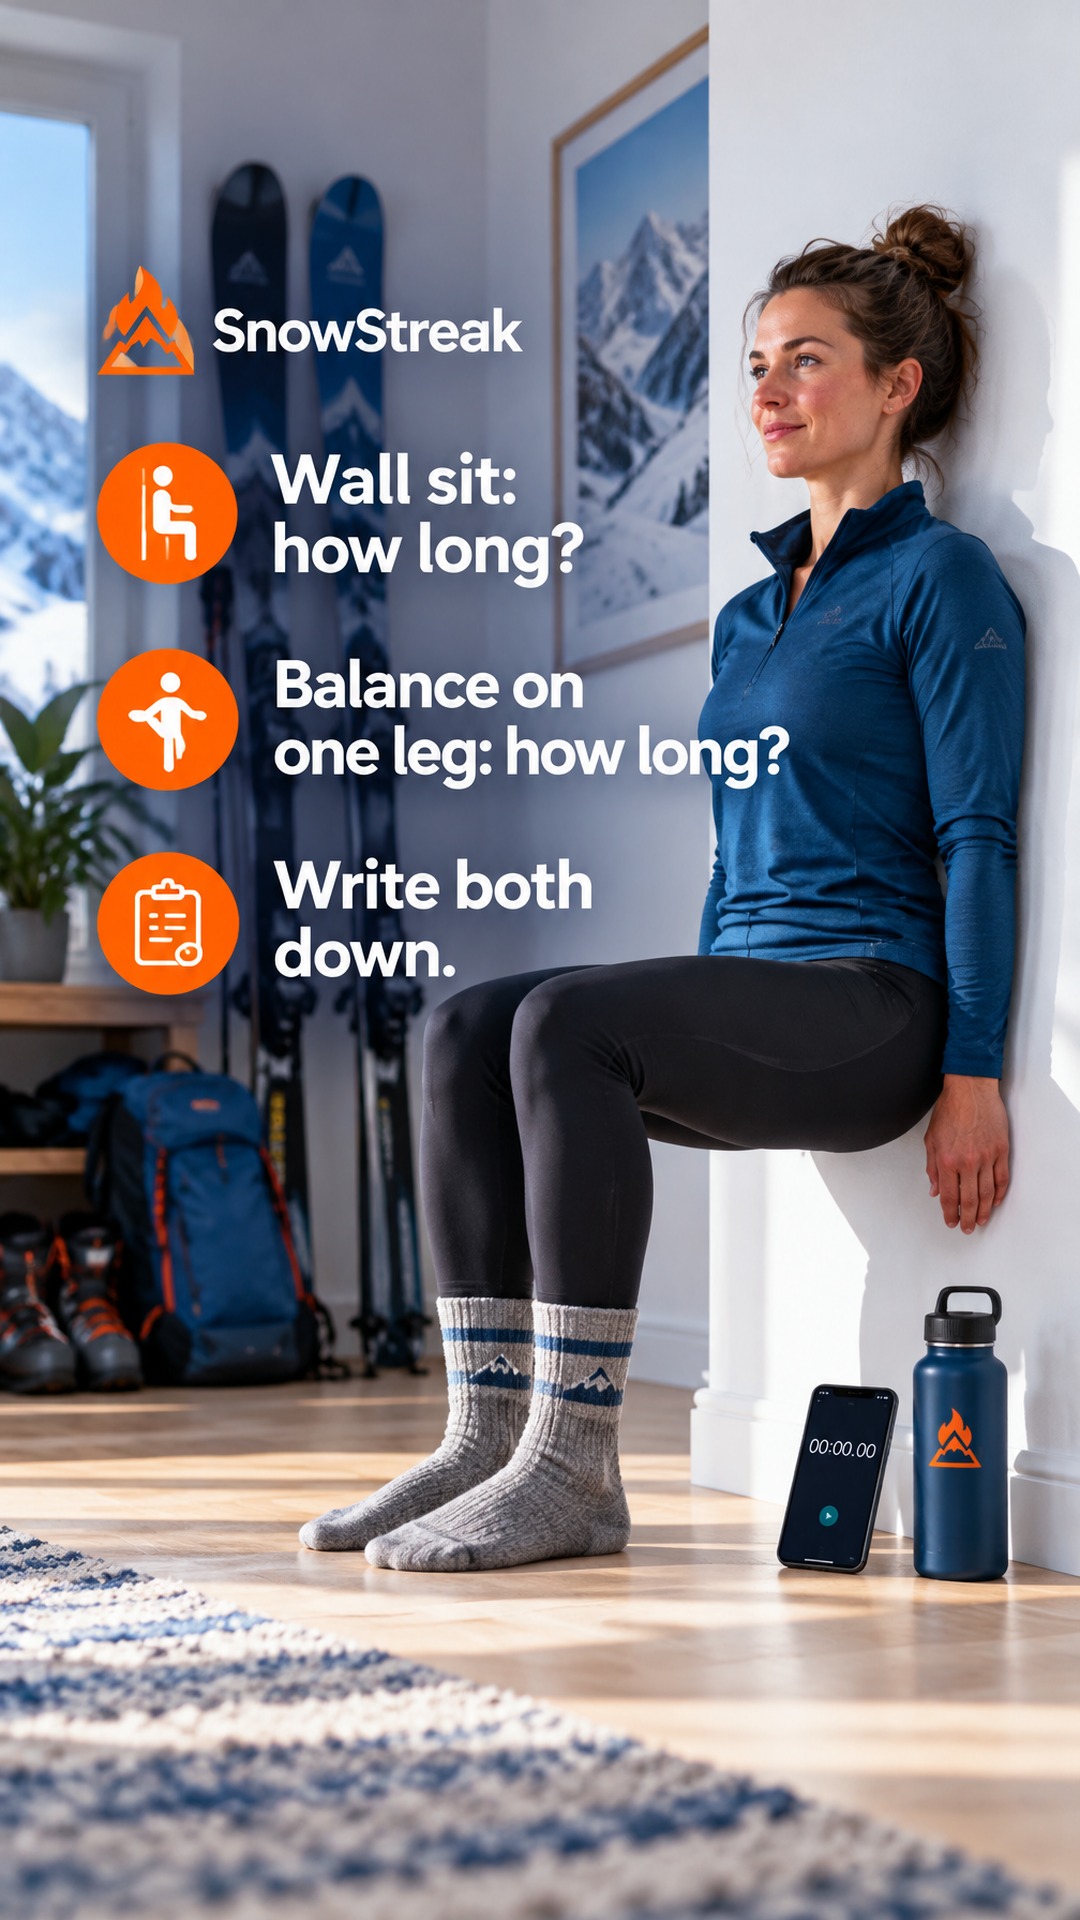 SnowStreak
Wall sit:
how long?
Balance on
one leg: how long?
Write both
down.
00:00.00